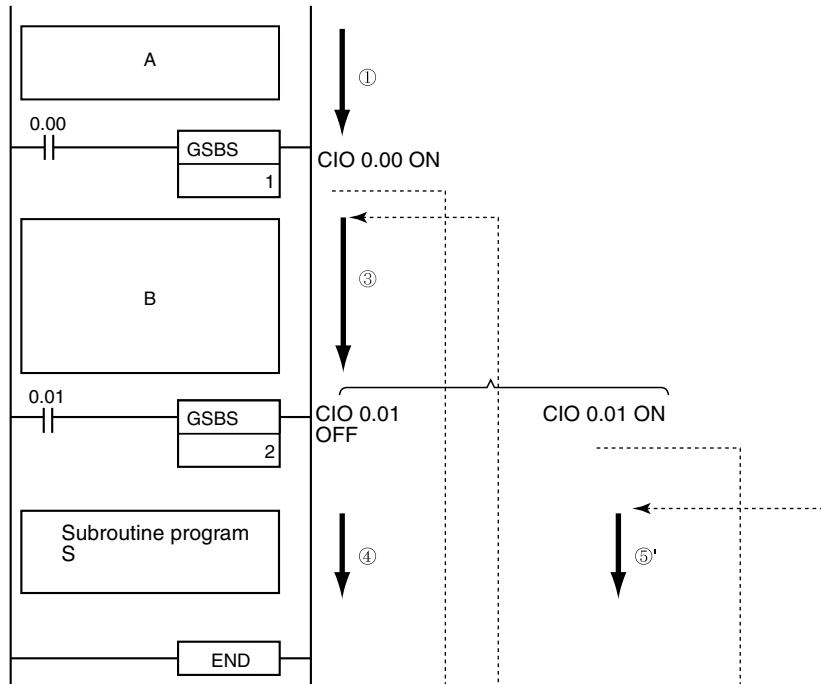 A
①
0.00
GSBS
1
CIO 0.00 ON
B
③
0.01
GSBS
2
CIO 0.01
OFF
CIO 0.01 ON
Subroutine program
S
④
⑤'
END